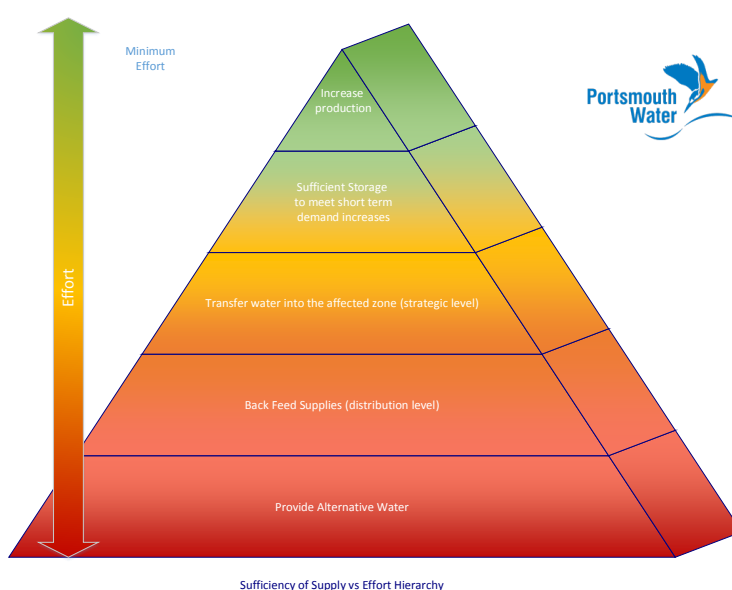 Minimum
Effort
Portsmouth
Water
Increase
production
Sufficient Storage
to meet short term
demand increases
Effort
Transfer water into the affected zone (strategic level)
Back Feed Supplies (distribution level)
Provide Alternative Water
Sufficiency of Supply vs Effort Hierarchy